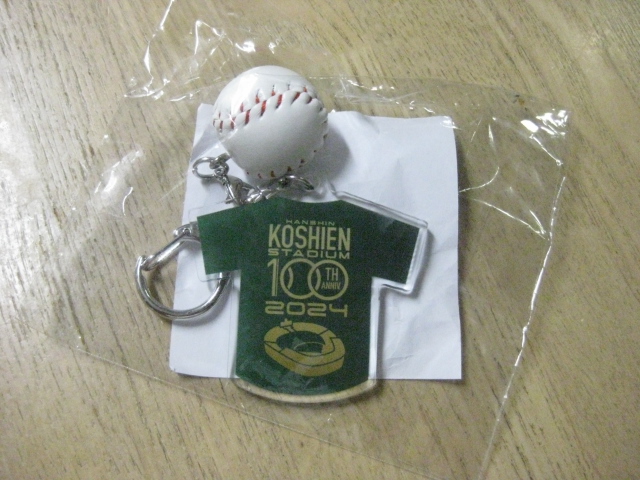 HANSHIN
KOSHIEN
STADIUM
100TH
ANNIV.
2024